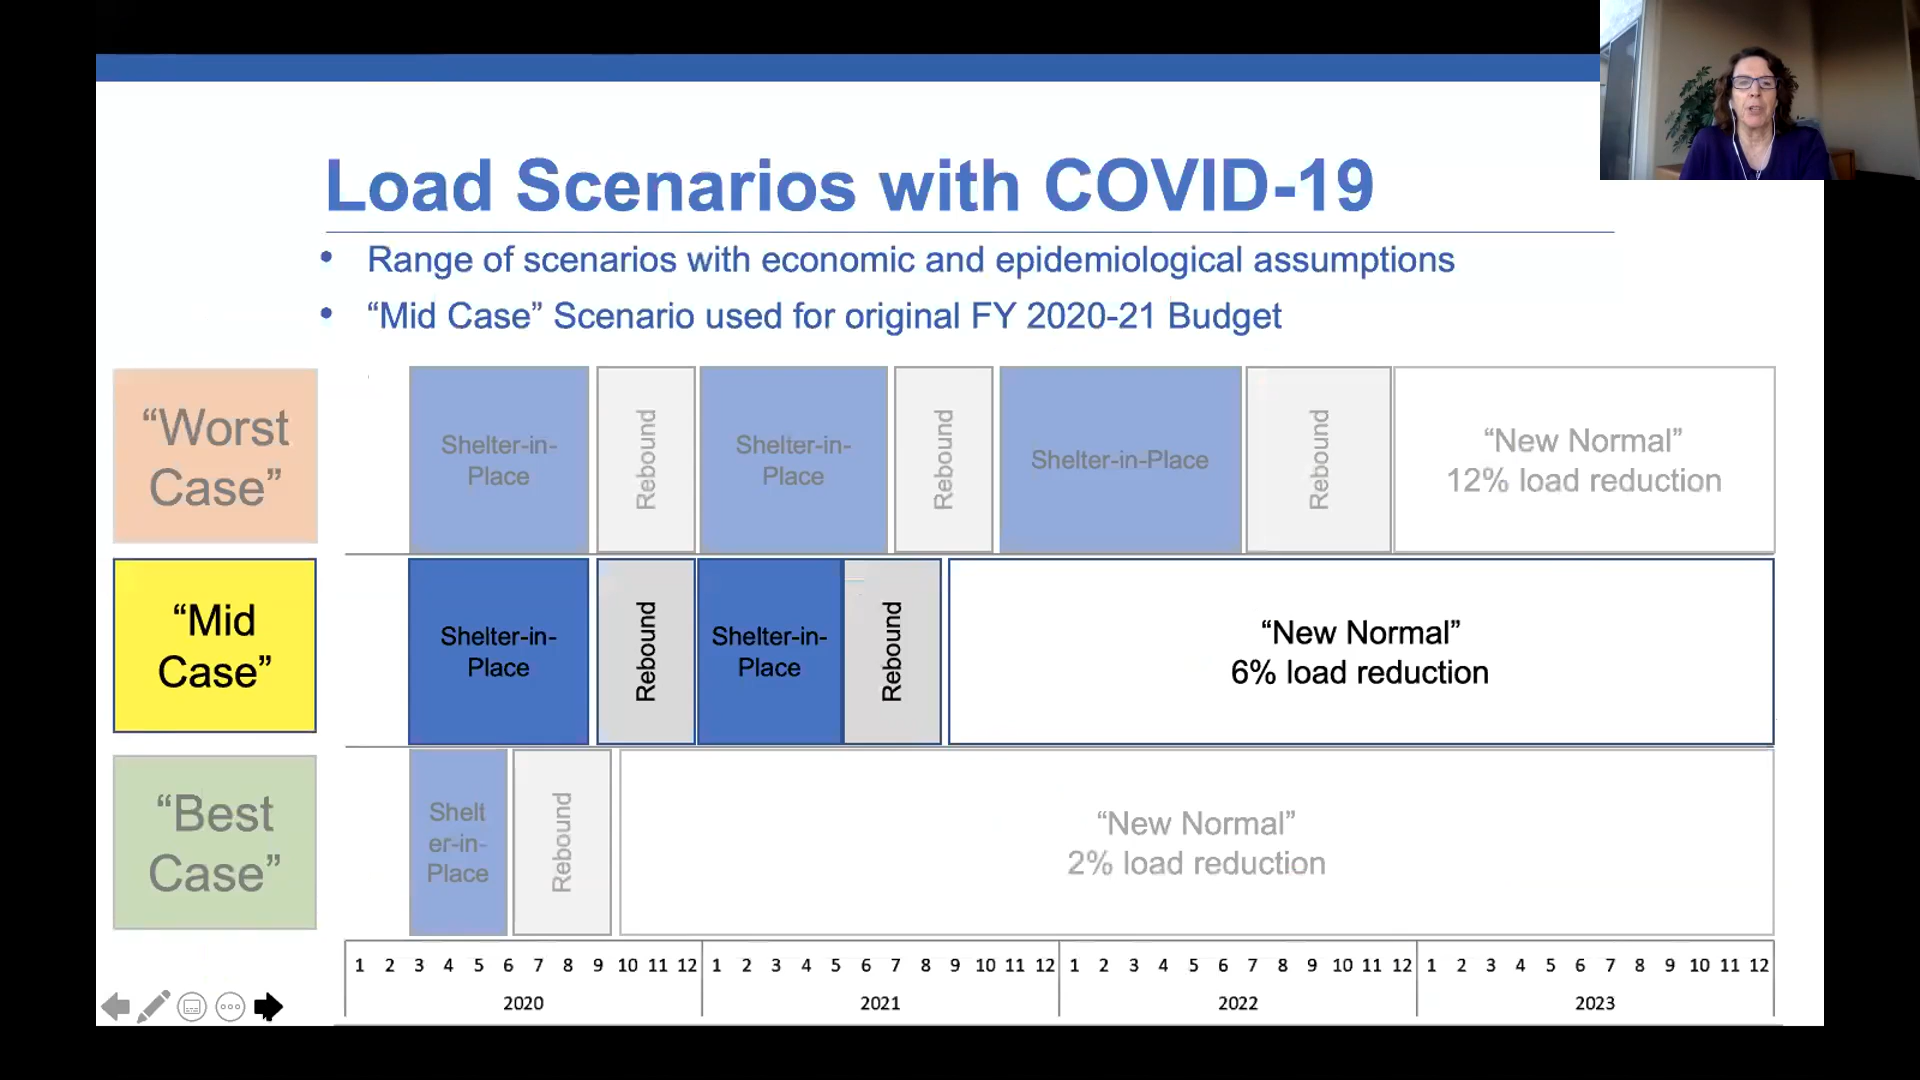 Load Scenarios with COVID-19
• Range of scenarios with economic and epidemiological assumptions
• “Mid Case” Scenario used for original FY 2020-21 Budget
“Worst
Case”
Shelter-in-
Place
Rebound
Shelter-in-
Place
Rebound
Shelter-in-Place
Rebound
“New Normal”
12% load reduction
“Mid
Case”
Shelter-in-
Place
Rebound
Shelter-in-
Place
Rebound
“New Normal”
6% load reduction
“Best
Case”
Shelt
er-in-
Place
Rebound
“New Normal”
2% load reduction
1 2 3 4 5 6 7 8 9 10 11 12 1 2 3 4 5 6 7 8 9 10 11 12 1 2 3 4 5 6 7 8 9 10 11 12 1 2 3 4 5 6 7 8 9 10 11 12
2020 2021 2022 2023